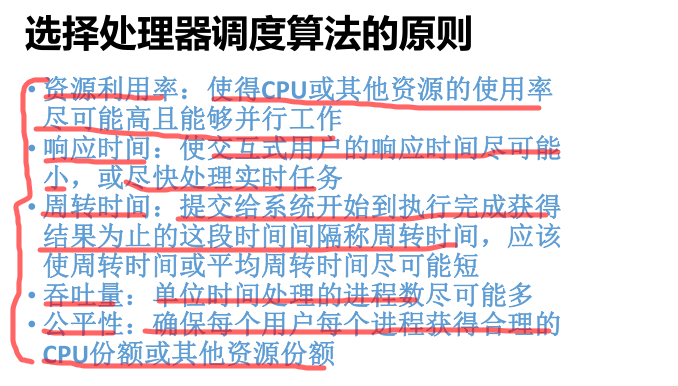 选择处理器调度算法的原则
• 资源利用率：使得CPU或其他资源的使用率
尽可能高且能够并行工作
• 响应时间：使交互式用户的响应时间尽可能
小，或尽快处理实时任务
• 周转时间：提交给系统开始到执行完成获得
结果为止的这段时间间隔称周转时间，应该
使周转时间或平均周转时间尽可能短
• 吞吐量：单位时间处理的进程数尽可能多
• 公平性：确保每个用户每个进程获得合理的
CPU份额或其他资源份额